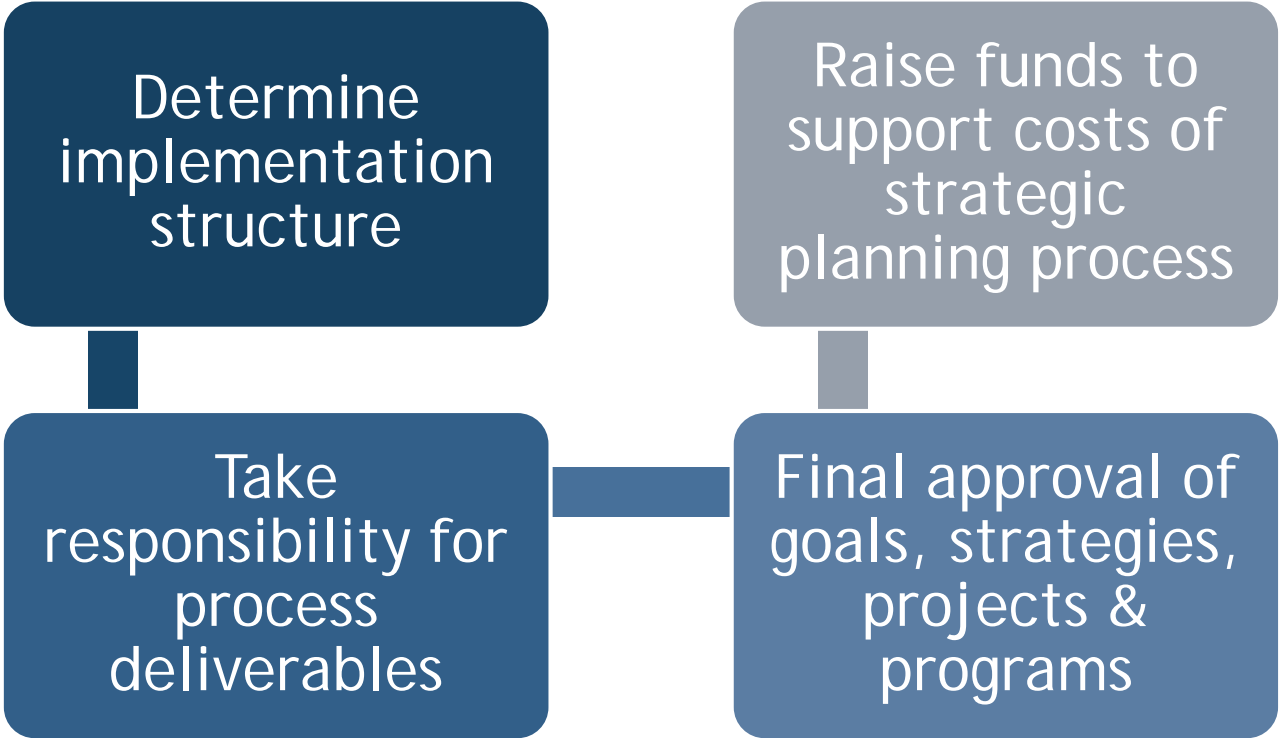 Determine
implementation
structure
Take
responsibility for
process
deliverables
Final approval of
goals, strategies,
projects &
programs
Raise funds to
support costs of
strategic
planning process